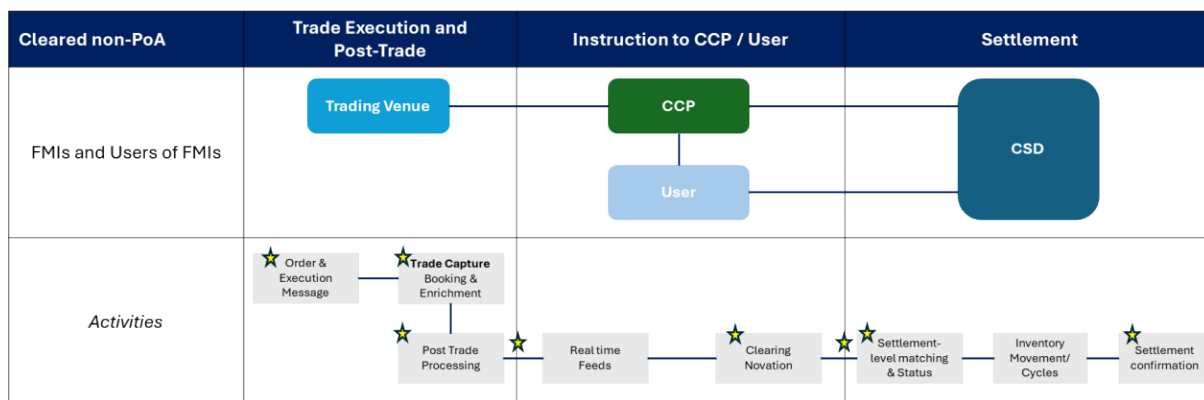 Cleared non-PoA
Trade Execution and
Post-Trade
Instruction to CCP / User
Settlement
FMIs and Users of FMIs
Trading Venue
CCP
User
CSD
Activities
Order &
Execution
Message
Trade Capture
Booking &
Enrichment
Post Trade
Processing
Real time
Feeds
Clearing
Novation
Settlement-
level matching
& Status
Inventory
Movement/
Cycles
Settlement
confirmation